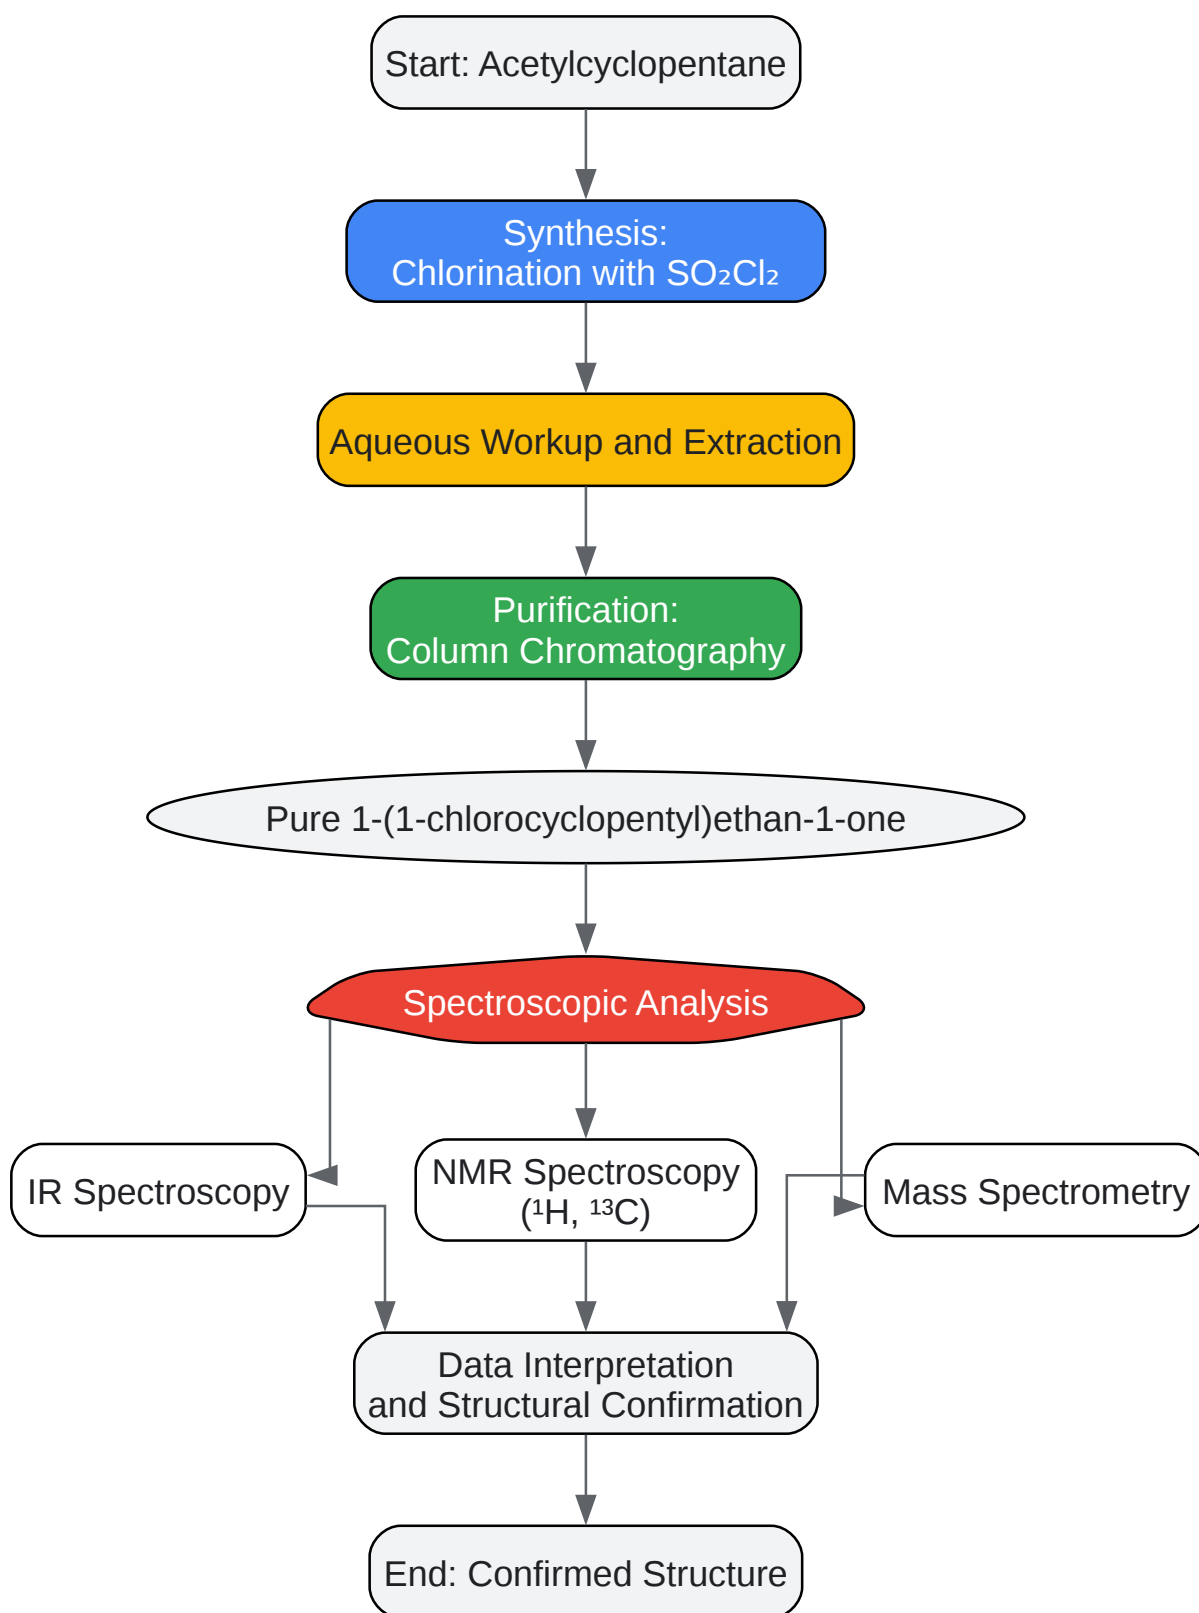 Start: Acetylcyclopentane
Synthesis:
Chlorination with SO₂Cl₂
Aqueous Workup and Extraction
Purification:
Column Chromatography
Pure 1-(1-chlorocyclopentyl)ethan-1-one
Spectroscopic Analysis
IR Spectroscopy
NMR Spectroscopy
(¹H, ¹³C)
Mass Spectrometry
Data Interpretation
and Structural Confirmation
End: Confirmed Structure